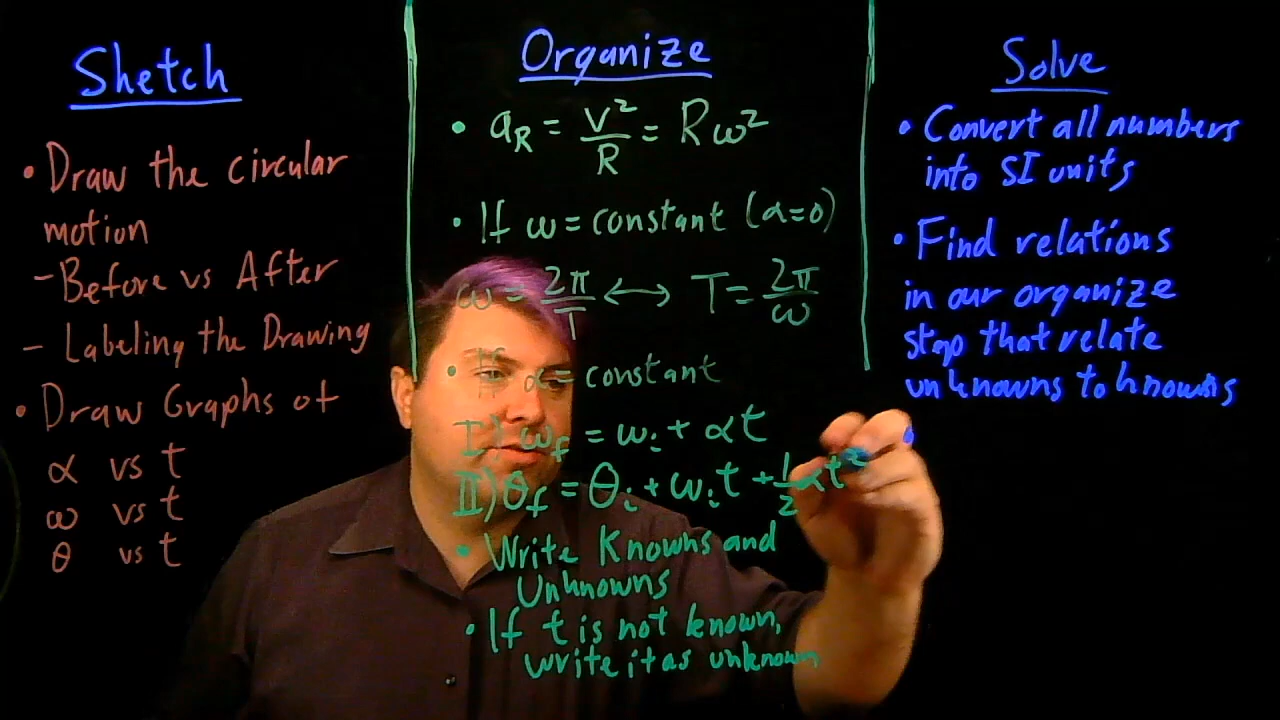 Sketch
• Draw the circular
motion
- Before vs After
- Labeling the Drawing
• Draw Graphs of
α vs t
ω vs t
θ vs t
Organize
• a_R = v²/R = Rω²
• If ω = constant (α=0)
ω = 2π/T ⟷ T = 2π/ω
• If α = constant
I) ω_f = ω_i + αt
II) θ_f = θ_i + ω_i t + ½αt²
• Write Knowns and
Unknowns
• If t is not known,
write it as unknown
Solve
• Convert all numbers
into SI units
• Find relations
in our organize
step that relate
unknowns to knowns
•